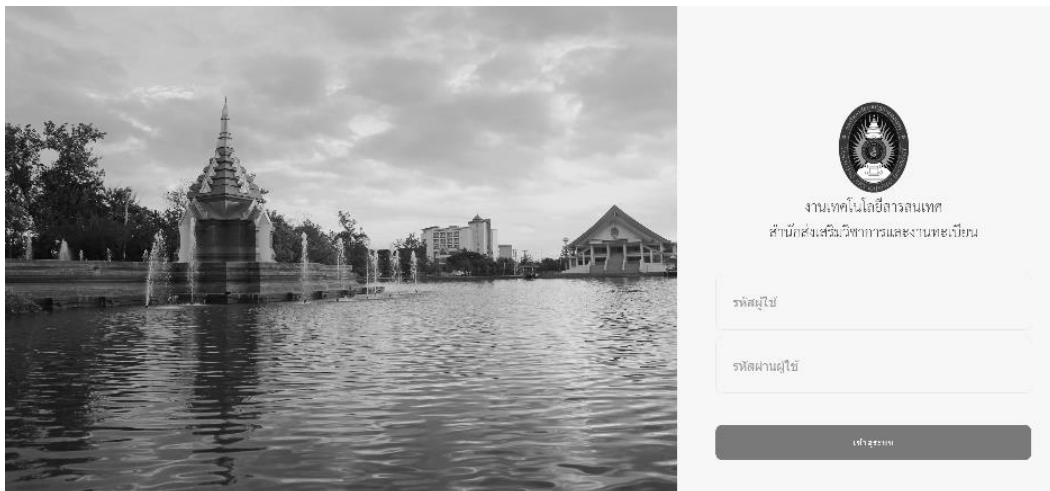 งานเทคโนโลยีสารสนเทศ
สำนักส่งเสริมวิชาการและงานทะเบียน
รหัสผู้ใช้
รหัสผ่านผู้ใช้
เข้าสู่ระบบ